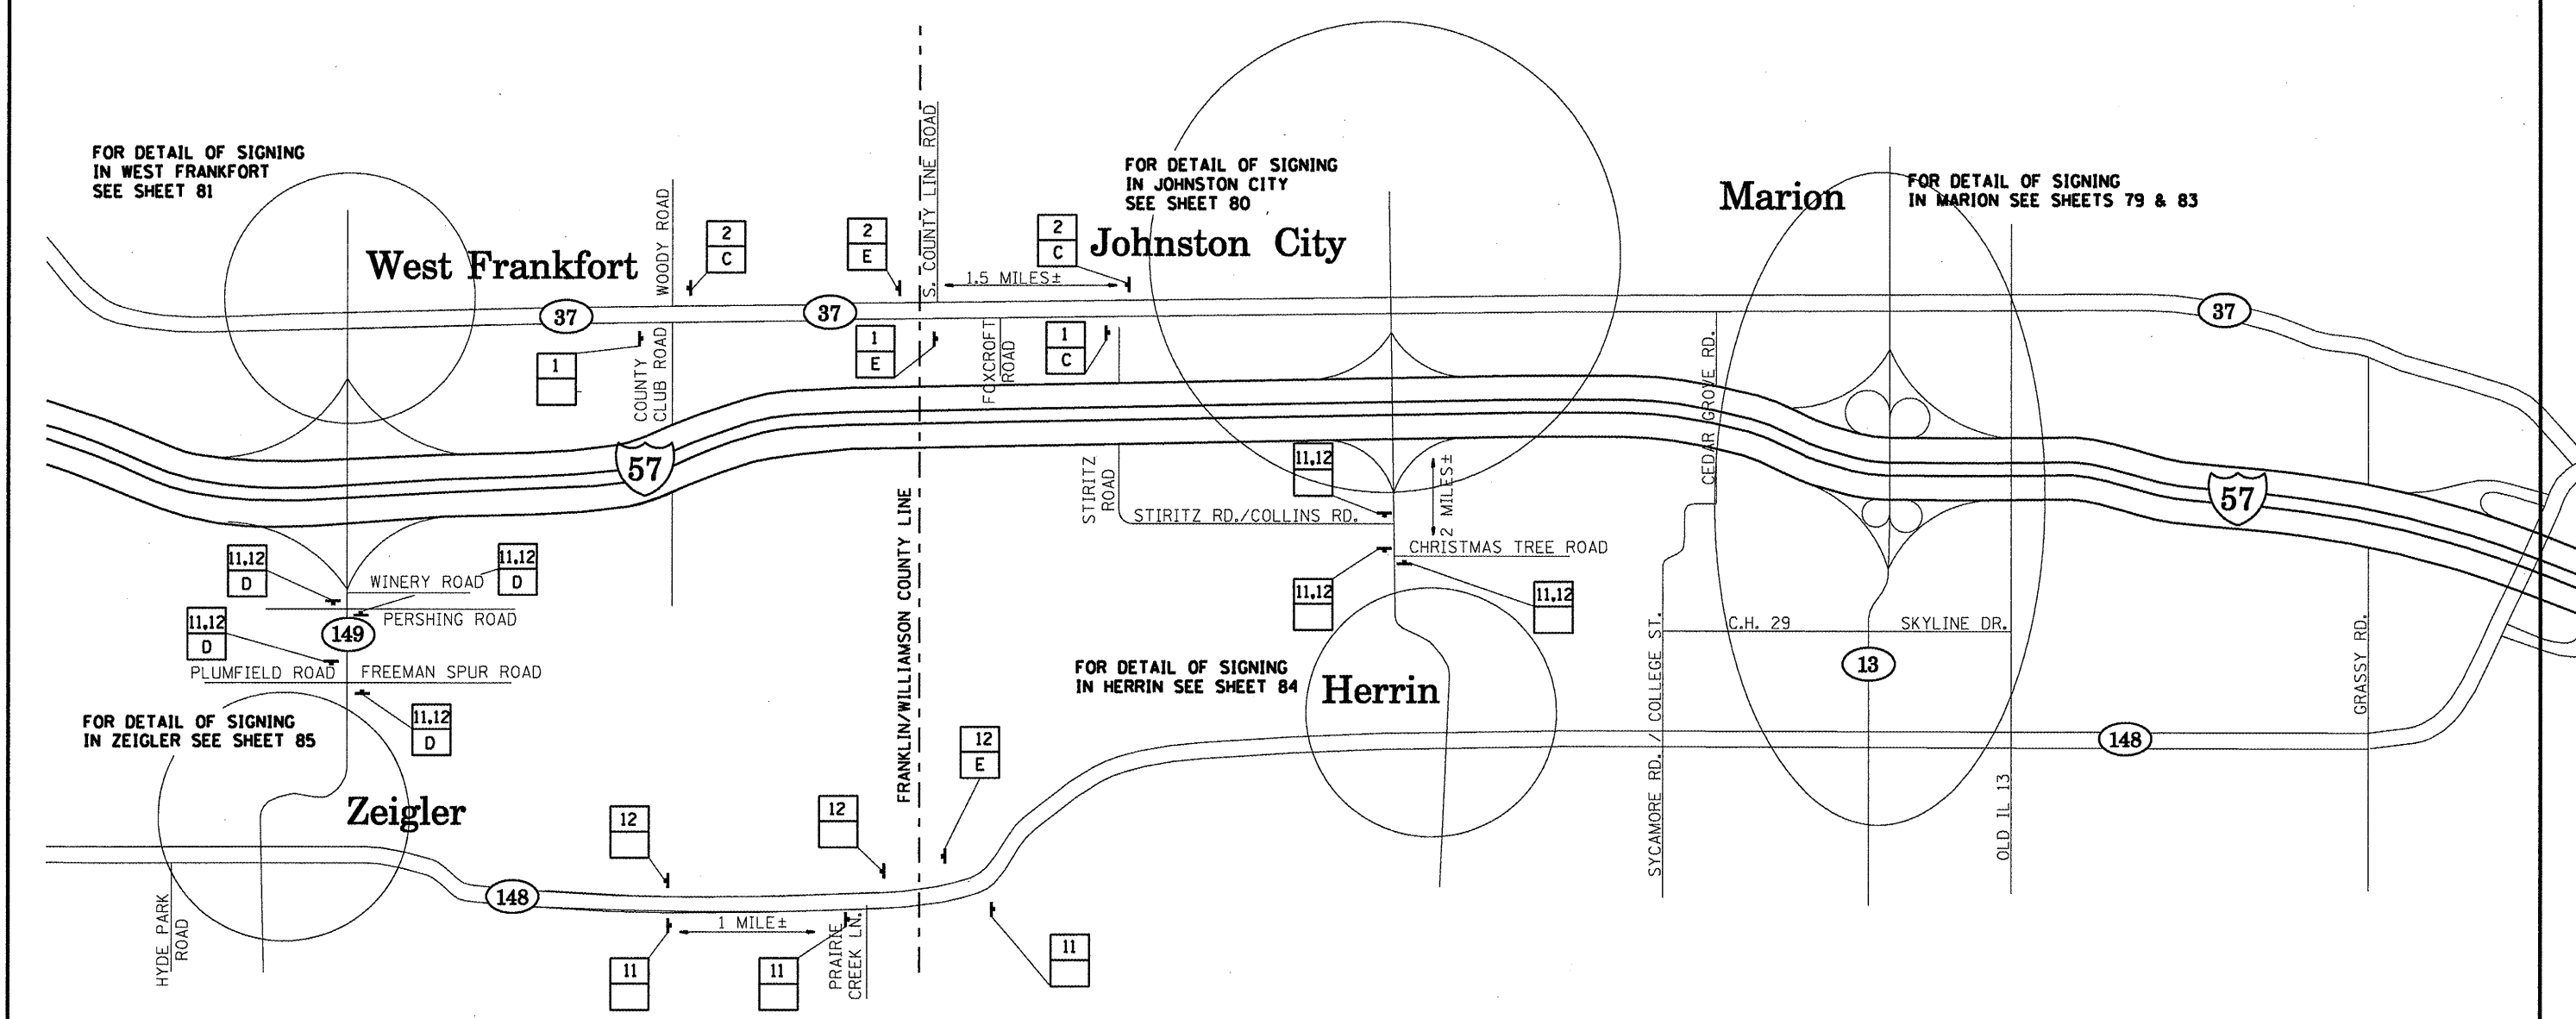 FOR DETAIL OF SIGNING
IN WEST FRANKFORT
SEE SHEET 81
West Frankfort
WOODY ROAD
2
C
2
E
S. COUNTY LINE ROAD
1.5 MILES±
2
C
FOR DETAIL OF SIGNING
IN JOHNSTON CITY
SEE SHEET 80
Johnston City
Marion
FOR DETAIL OF SIGNING
IN MARION SEE SHEETS 79 & 83
37
37
37
1
COUNTY
CLUB ROAD
1
E
FOXCROFT
ROAD
1
C
CEDAR GROVE RD.
57
57
STIRITZ
ROAD
11,12
2 MILES±
STIRITZ RD./COLLINS RD.
CHRISTMAS TREE ROAD
11,12
11,12
FRANKLIN/WILLIAMSON COUNTY LINE
11,12
D
WINERY ROAD
11,12
D
PERSHING ROAD
11,12
D
149
PLUMFIELD ROAD
FREEMAN SPUR ROAD
11,12
D
FOR DETAIL OF SIGNING
IN ZEIGLER SEE SHEET 85
Zeigler
FOR DETAIL OF SIGNING
IN HERRIN SEE SHEET 84
Herrin
SYCAMORE RD. / COLLEGE ST.
C.H. 29
SKYLINE DR.
13
OLD IL 13
148
GRASSY RD.
12
E
12
12
148
HYDE PARK
ROAD
1 MILE±
PRAIRIE
CREEK LN.
11
11
11